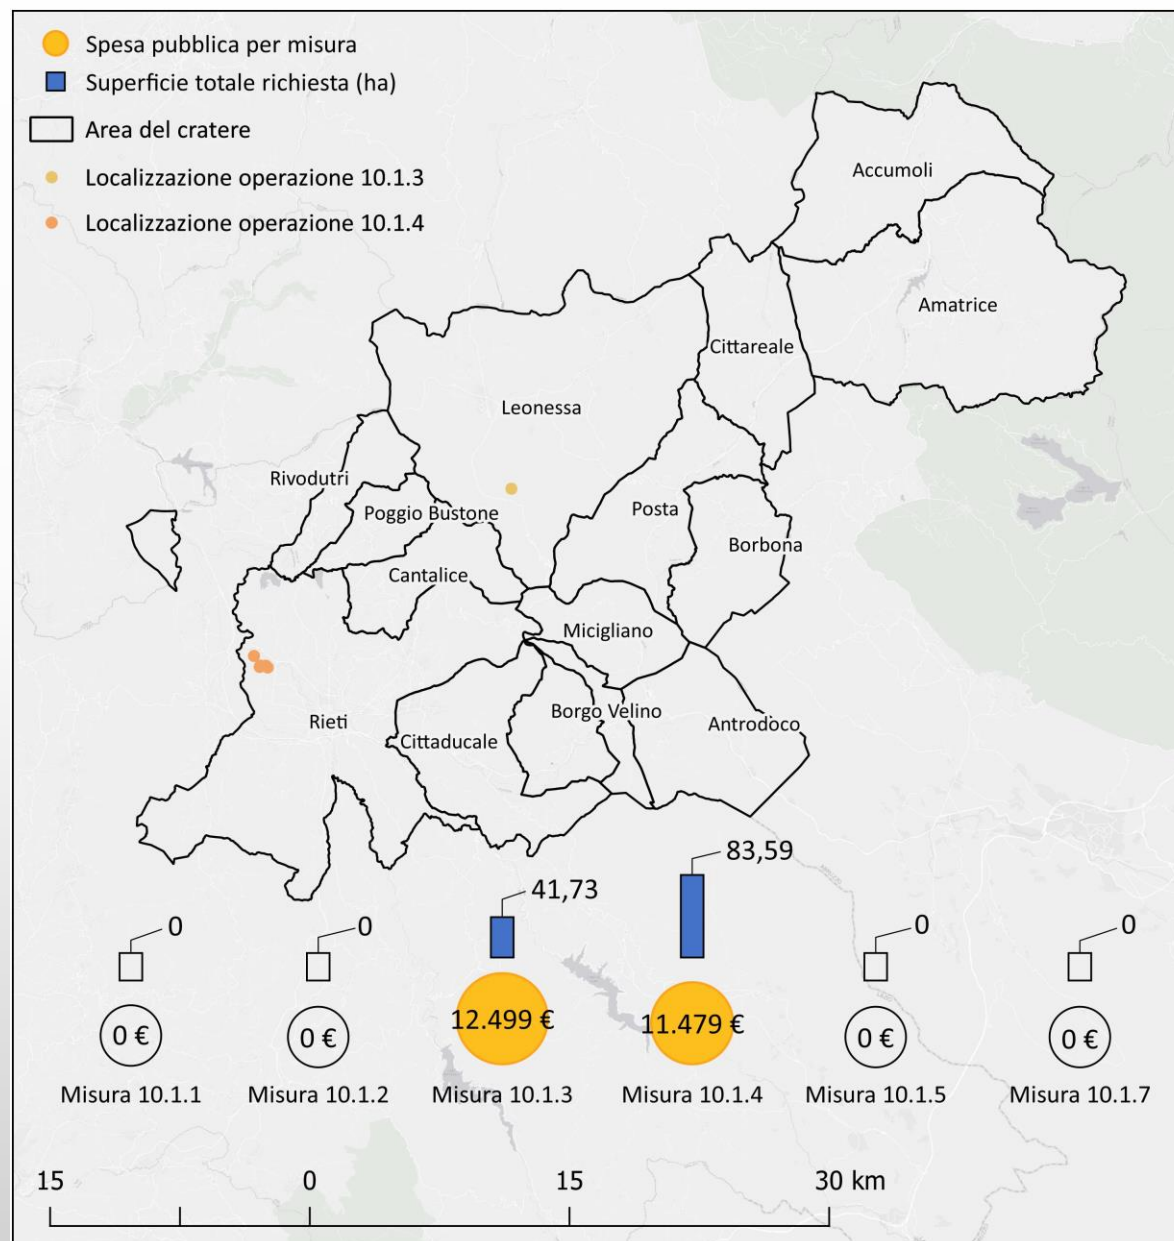 Spesa pubblica per misura
Superficie totale richiesta (ha)
Area del cratere
Localizzazione operazione 10.1.3
Localizzazione operazione 10.1.4
Accumoli
Amatrice
Cittareale
Leonessa
Rivodutri
Poggio Bustone
Posta
Borbona
Cantalice
Micigliano
Borgo Velino
Rieti
Cittaducale
Antrodoco
83,59
41,73
0
0
0
0
0 €
0 €
12.499 €
11.479 €
0 €
0 €
Misura 10.1.1
Misura 10.1.2
Misura 10.1.3
Misura 10.1.4
Misura 10.1.5
Misura 10.1.7
15
0
15
30 km